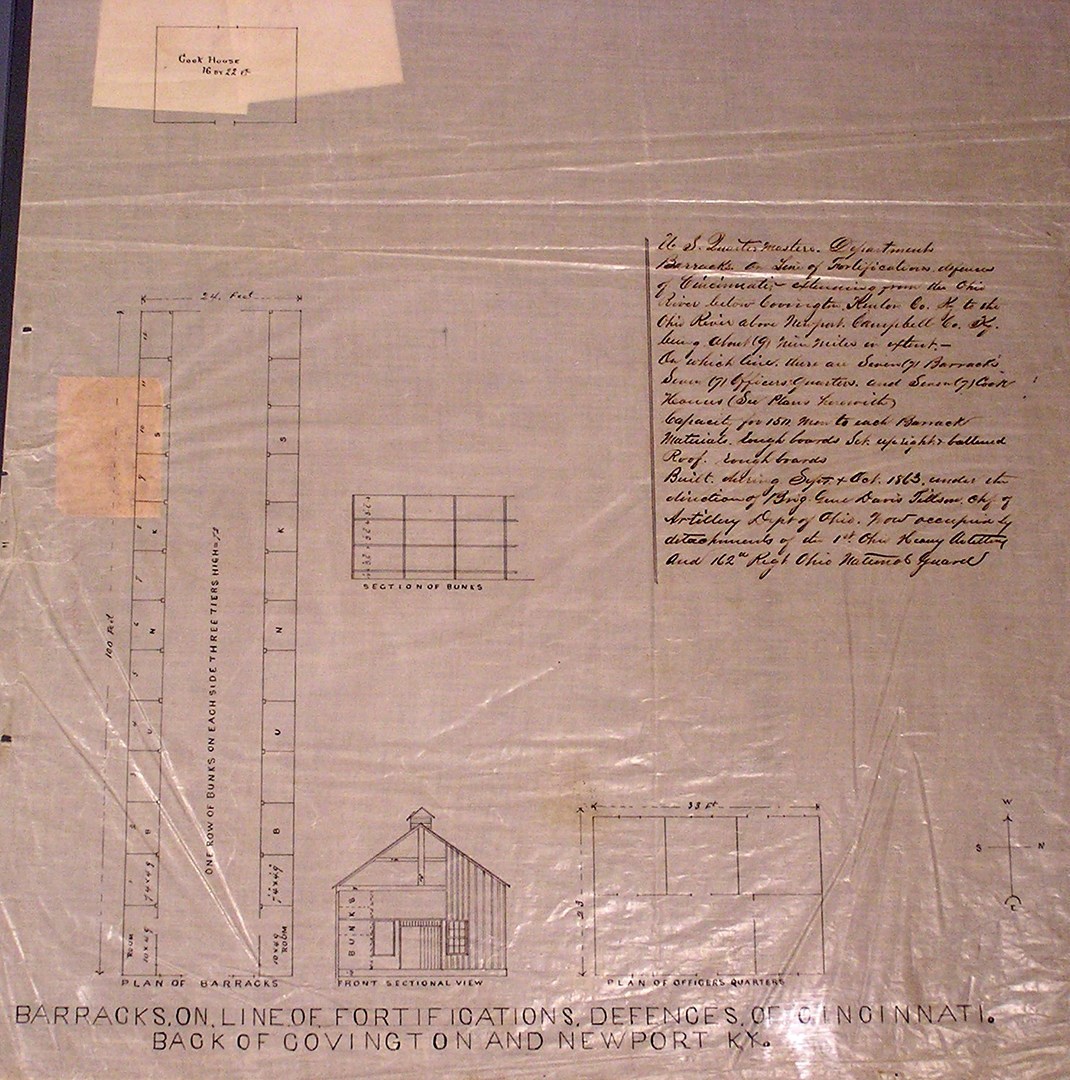 Cook House
16 BY 22 Ft
U. S. Quartermasters. Departments
Barracks. On Line of Fortifications. defences
of Cincinnati, extending from the Ohio
River below Covington, Kenton Co. Ky. to the
Ohio River above Newport. Campbell Co. Ky.
being about (9) Nine Miles in extent.—
On which line. there are Seven (7) Barracks.
Seven (7) Officers Quarters. and Seven (7) Cook
Houses (See Plans herewith)
Capacity for 150 Men to each Barrack
Materials. rough boards Set upright & battened
Roof. rough boards
Built. during Sept. & Oct. 1863, under the
direction of Brig. Genl Davis Tillson. Chf of
Artillery Dept of Ohio. Now occupied by
detachments of the 1st Ohio Heavy Artillery
and 162d Regt Ohio National Guard
24. Feet
100 Feet
BUNKS
ONE ROW OF BUNKS ON EACH SIDE THREE TIERS HIGH
BUNKS
ROOM
ROOM
PLAN OF BARRACKS
SECTION OF BUNKS
BUNKS
FRONT SECTIONAL VIEW
33 Ft
23
PLAN OF OFFICERS QUARTERS
W
S N
BARRACKS, ON, LINE OF, FORTIFICATIONS, DEFENCES, OF CINCINNATI.
BACK OF COVINGTON AND NEWPORT KY.